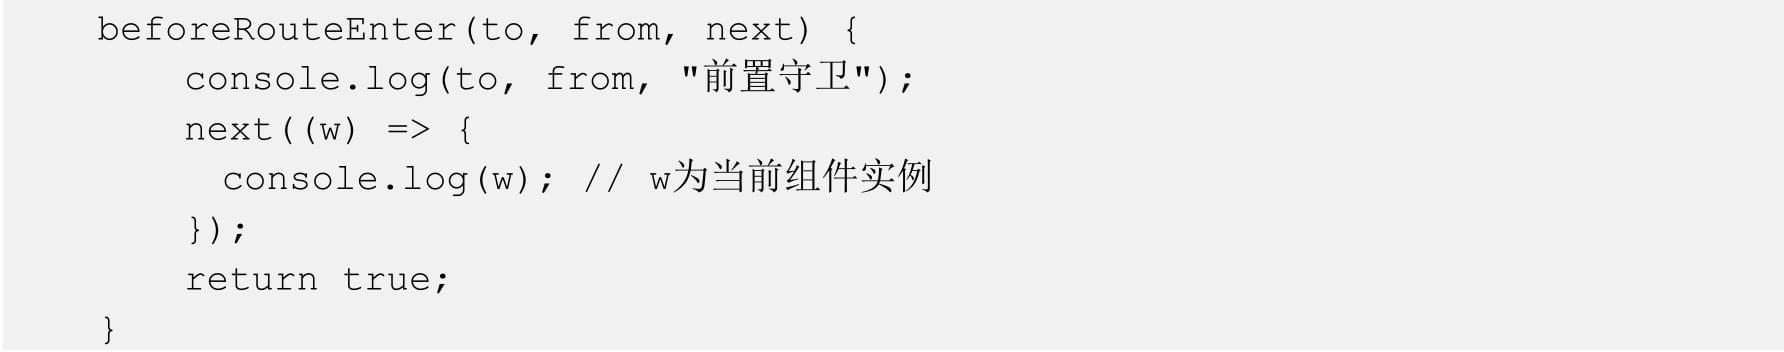 beforeRouteEnter(to, from, next) {
console.log(to, from, "前置守卫");
next((w) => {
console.log(w); // w为当前组件实例
});
return true;
}